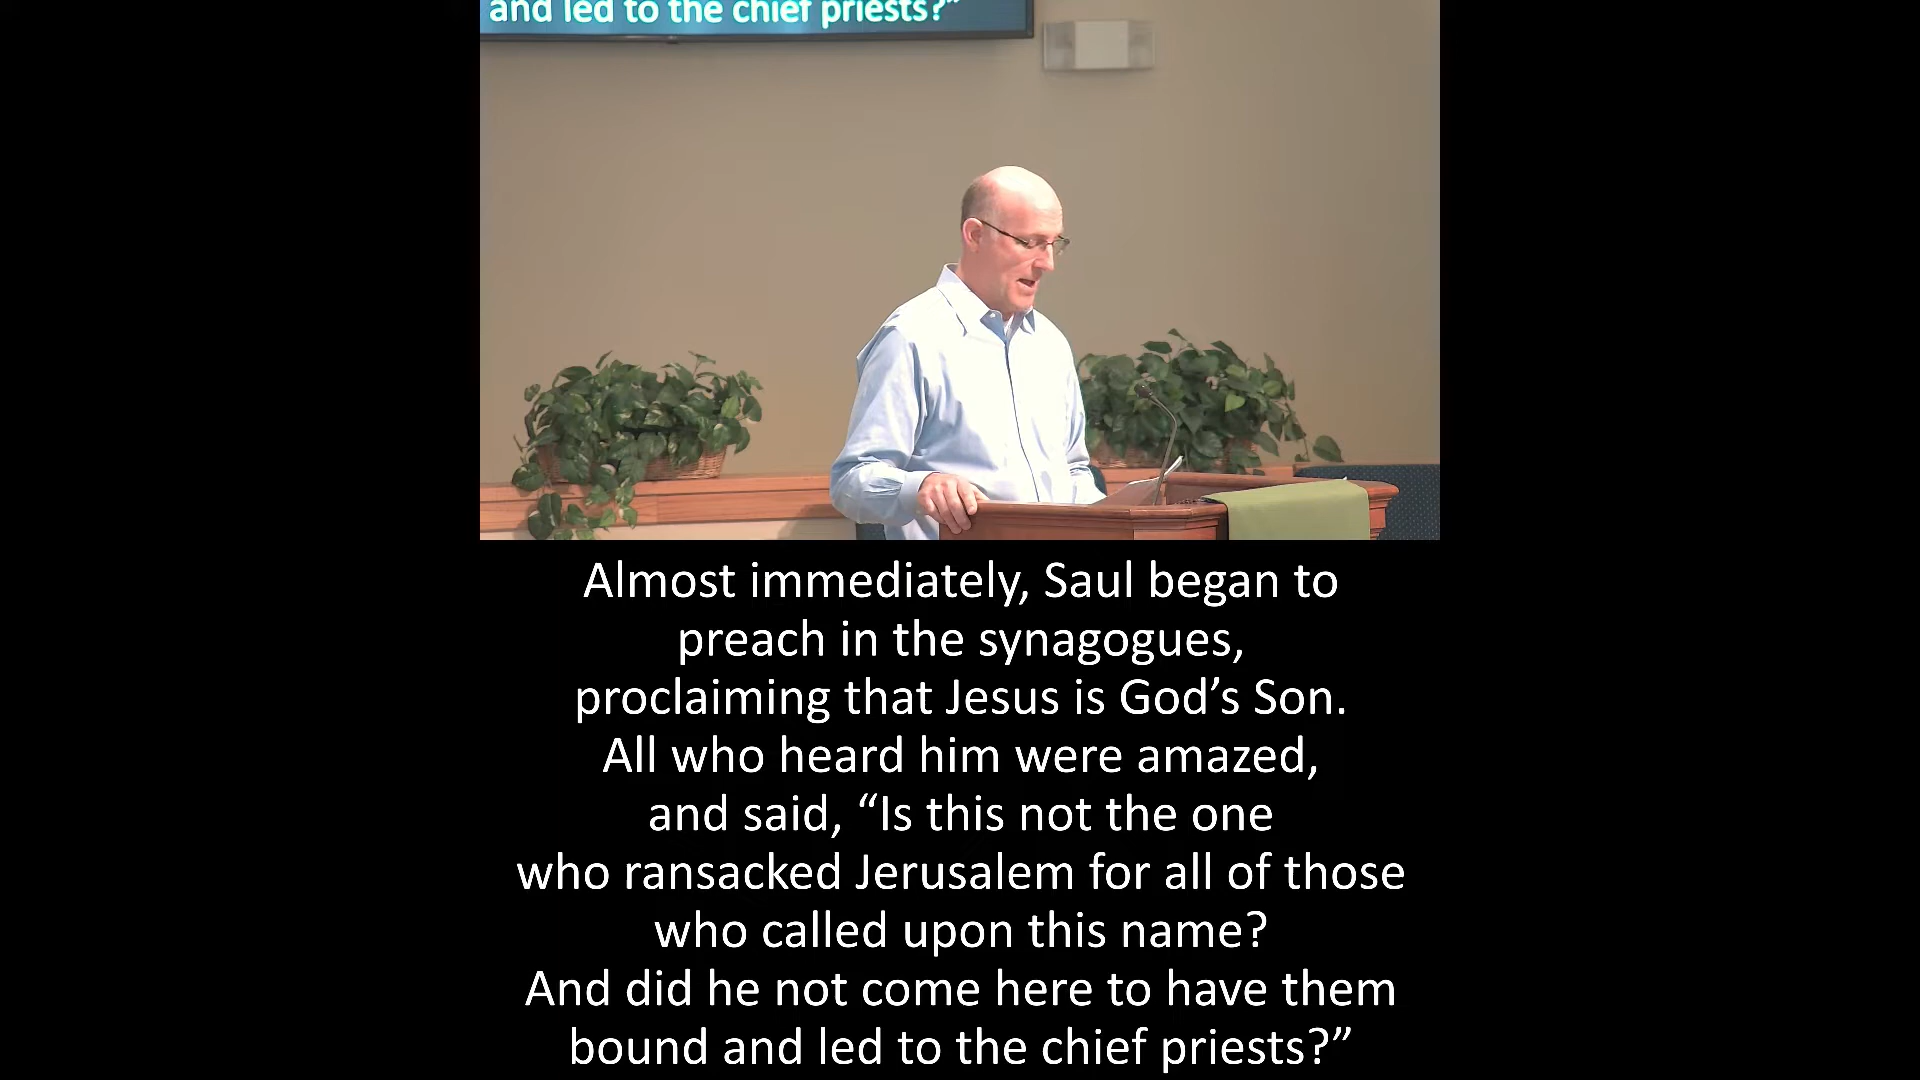 and led to the chief priests?”
Almost immediately, Saul began to
preach in the synagogues,
proclaiming that Jesus is God’s Son.
All who heard him were amazed,
and said, “Is this not the one
who ransacked Jerusalem for all of those
who called upon this name?
And did he not come here to have them
bound and led to the chief priests?”